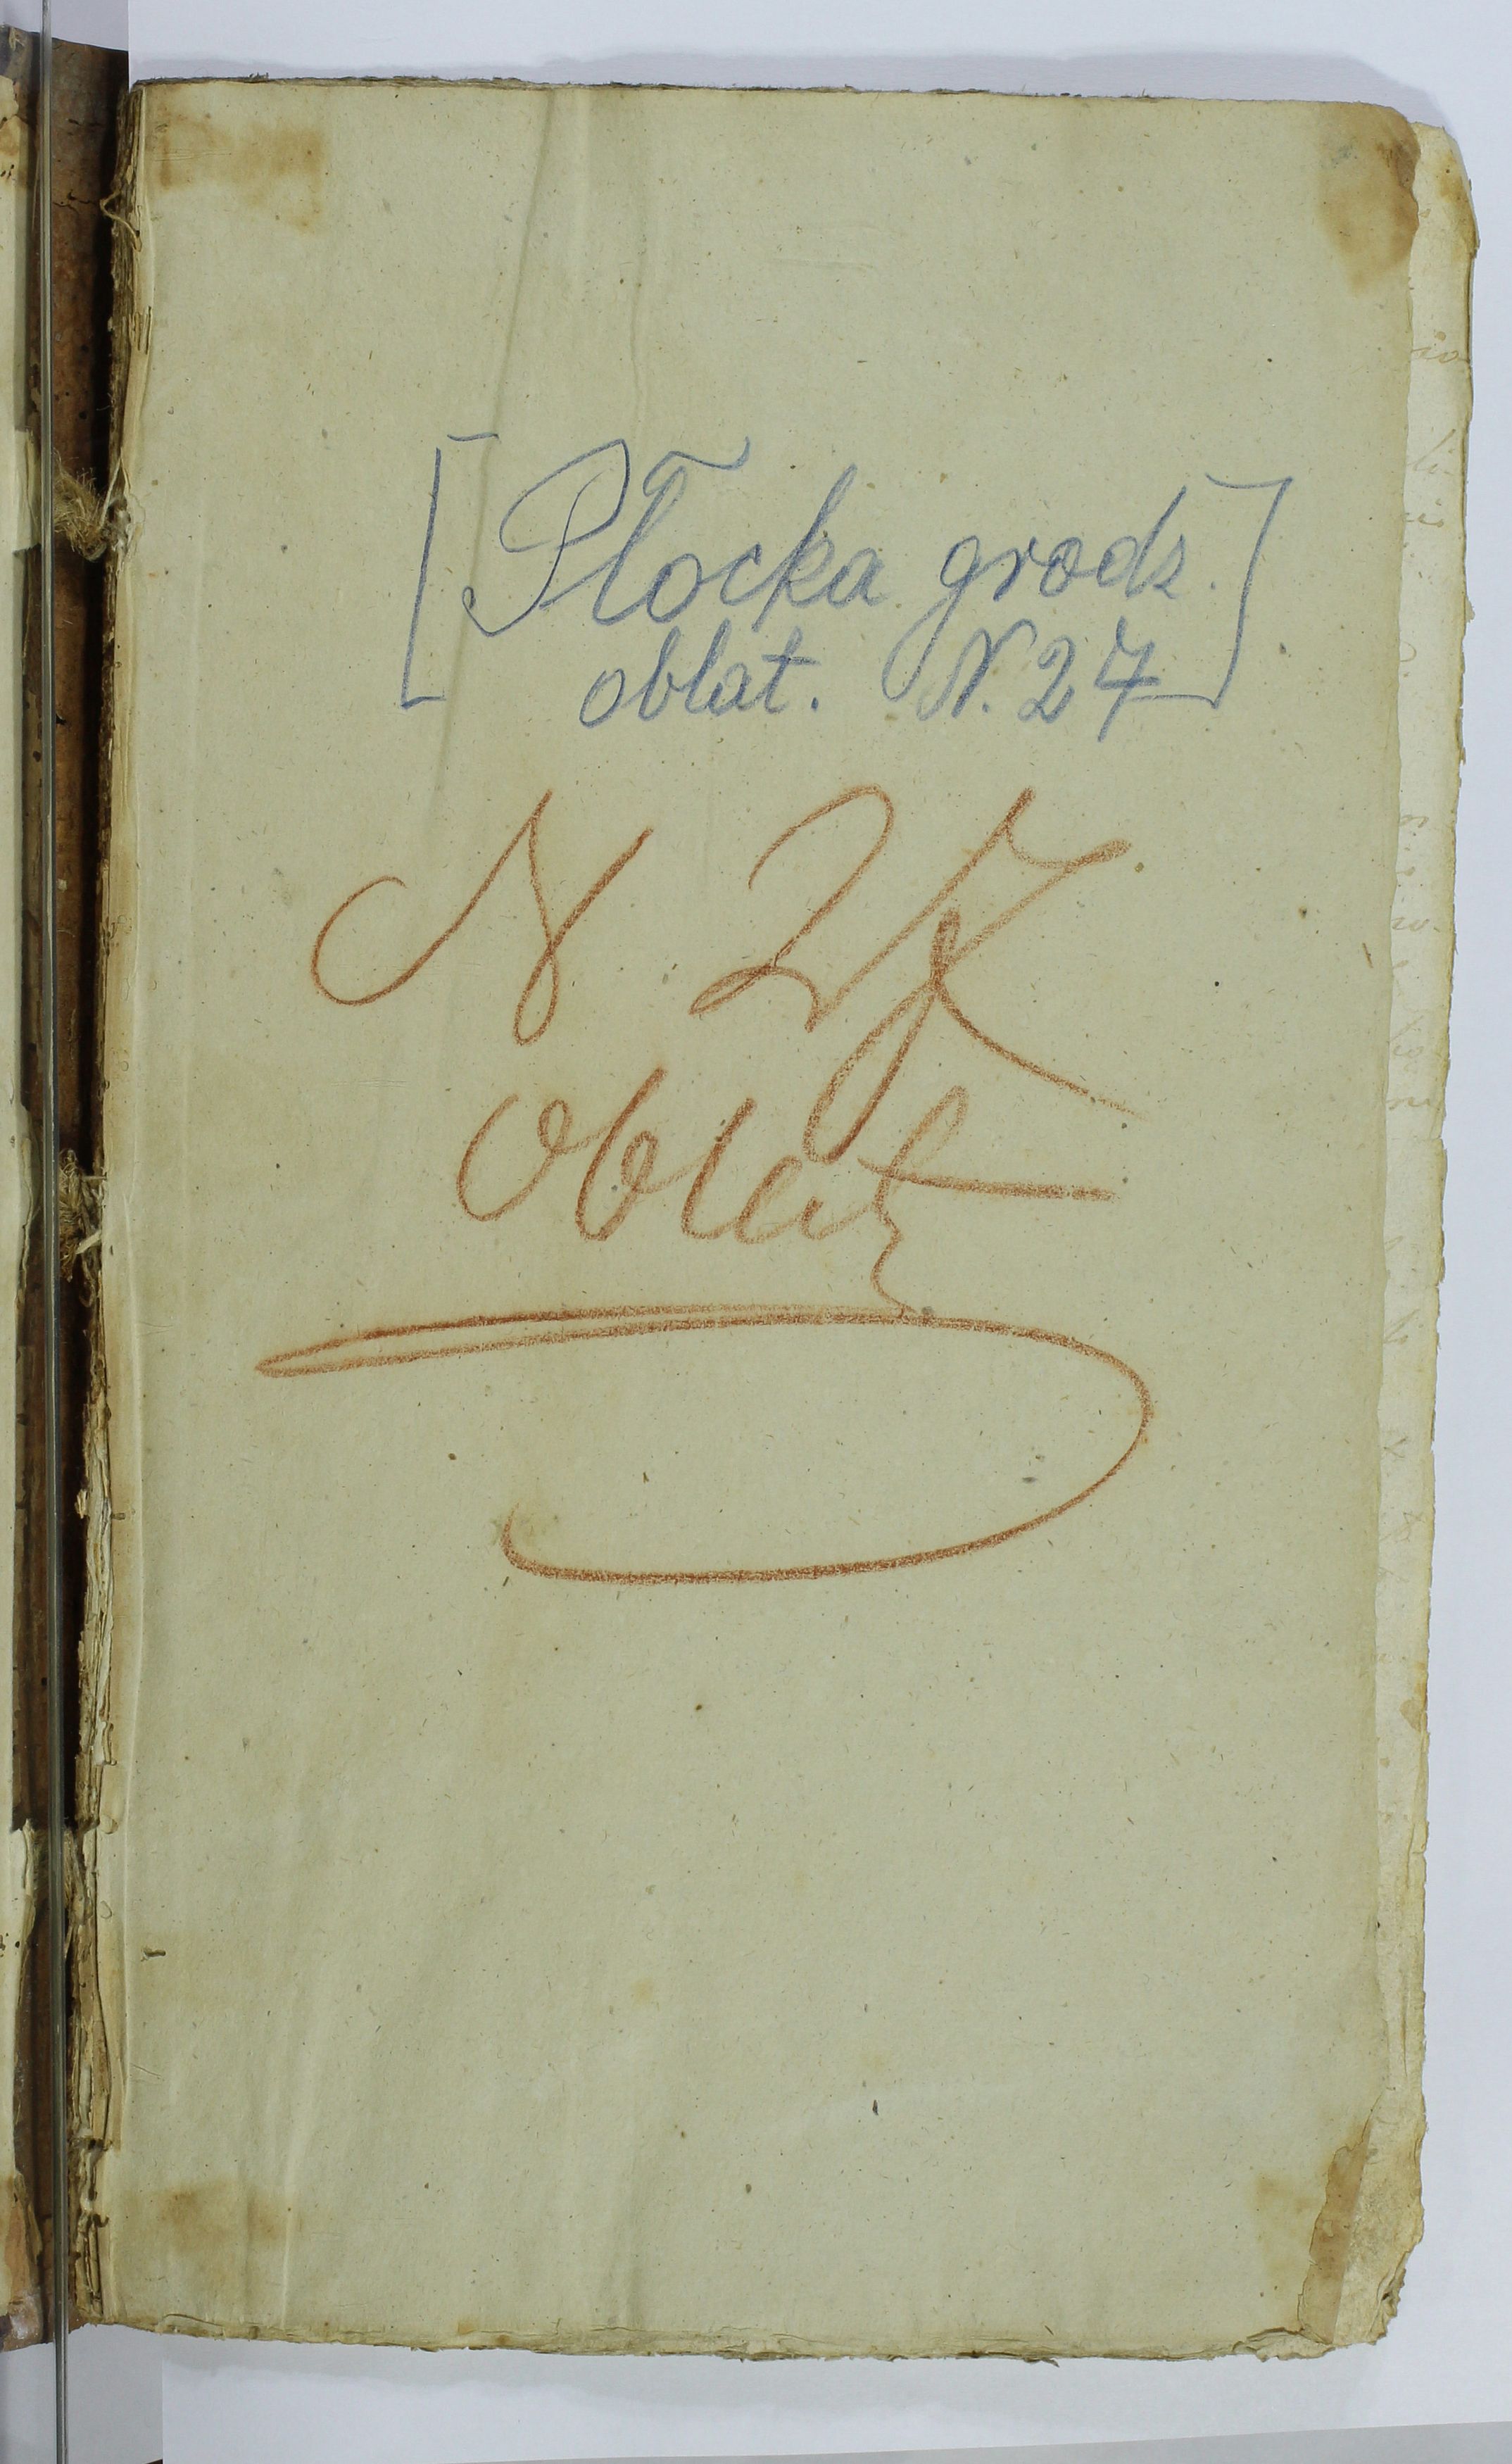 [Płocka grodz.
oblat. N. 27]
N 27
Oblat